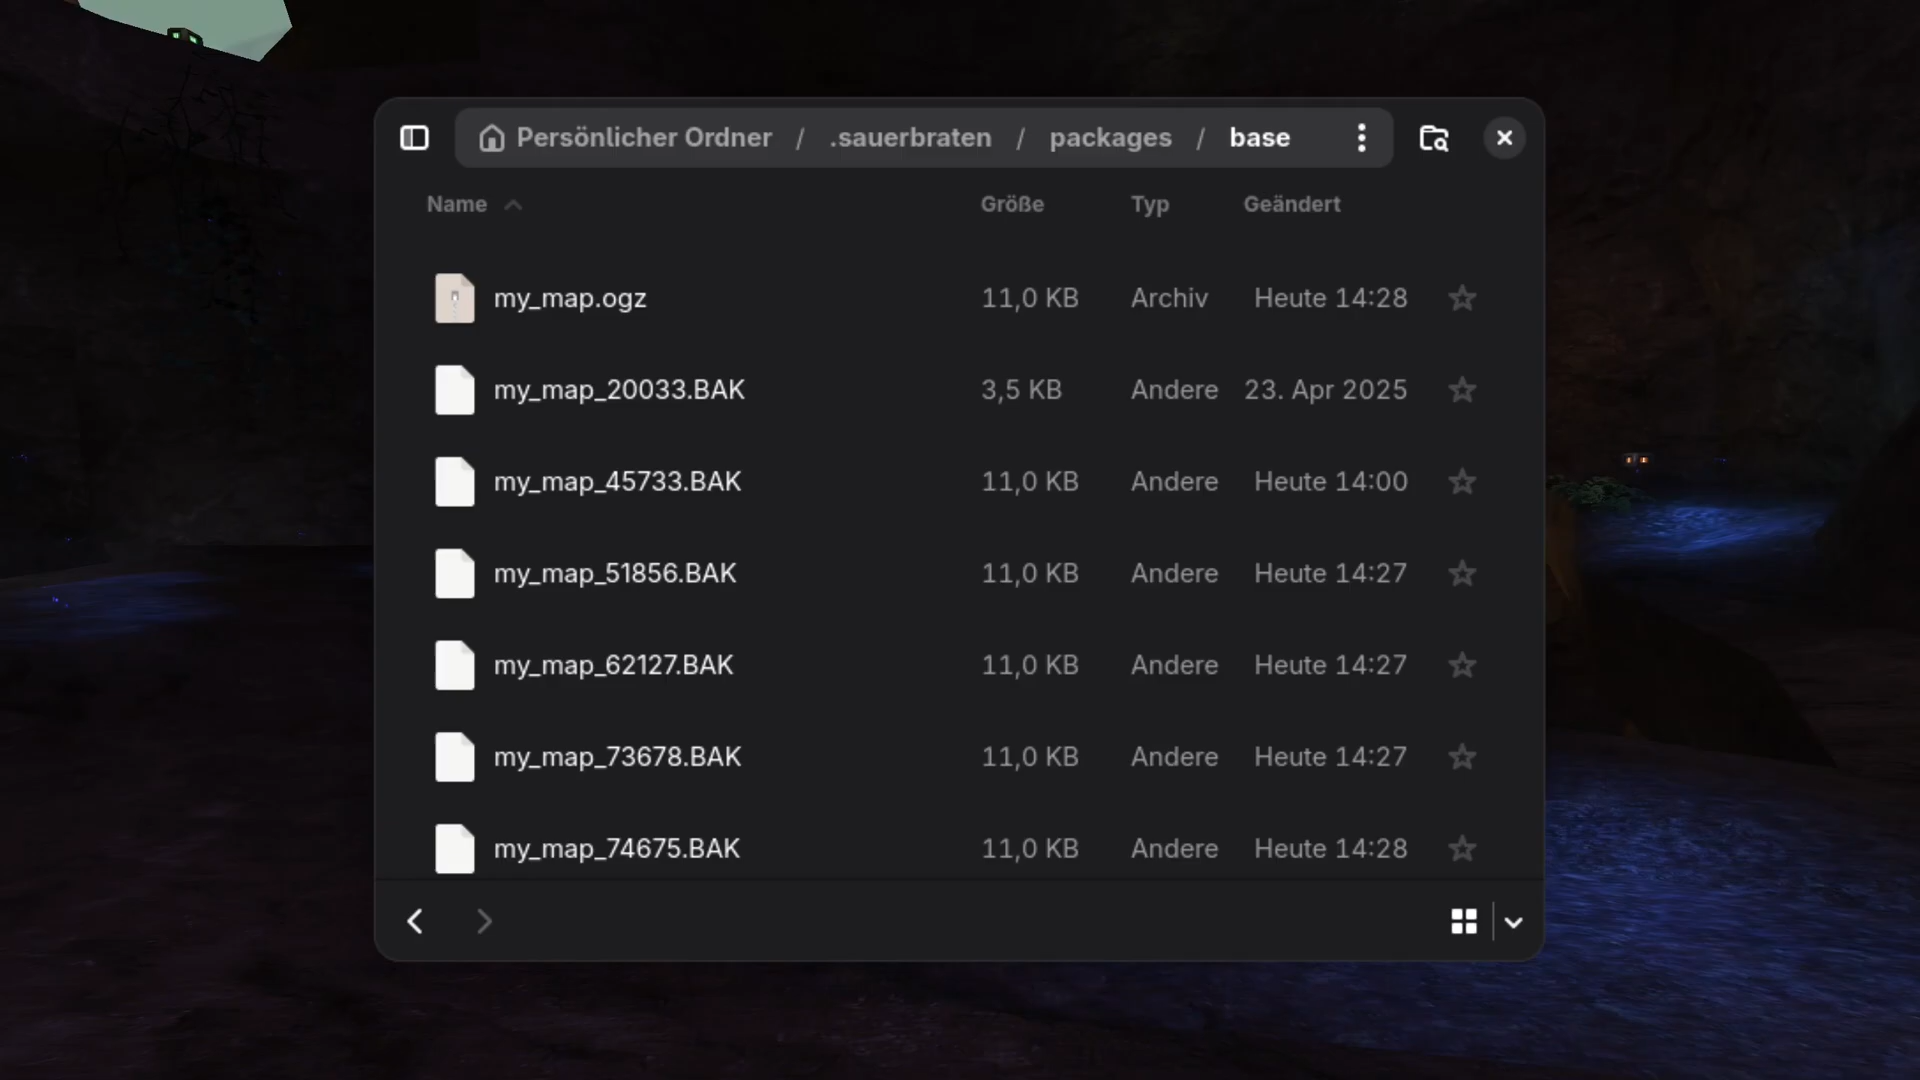 Persönlicher Ordner / .sauerbraten / packages / base
Name Größe Typ Geändert
my_map.ogz 11,0 KB Archiv Heute 14:28
my_map_20033.BAK 3,5 KB Andere 23. Apr 2025
my_map_45733.BAK 11,0 KB Andere Heute 14:00
my_map_51856.BAK 11,0 KB Andere Heute 14:27
my_map_62127.BAK 11,0 KB Andere Heute 14:27
my_map_73678.BAK 11,0 KB Andere Heute 14:27
my_map_74675.BAK 11,0 KB Andere Heute 14:28